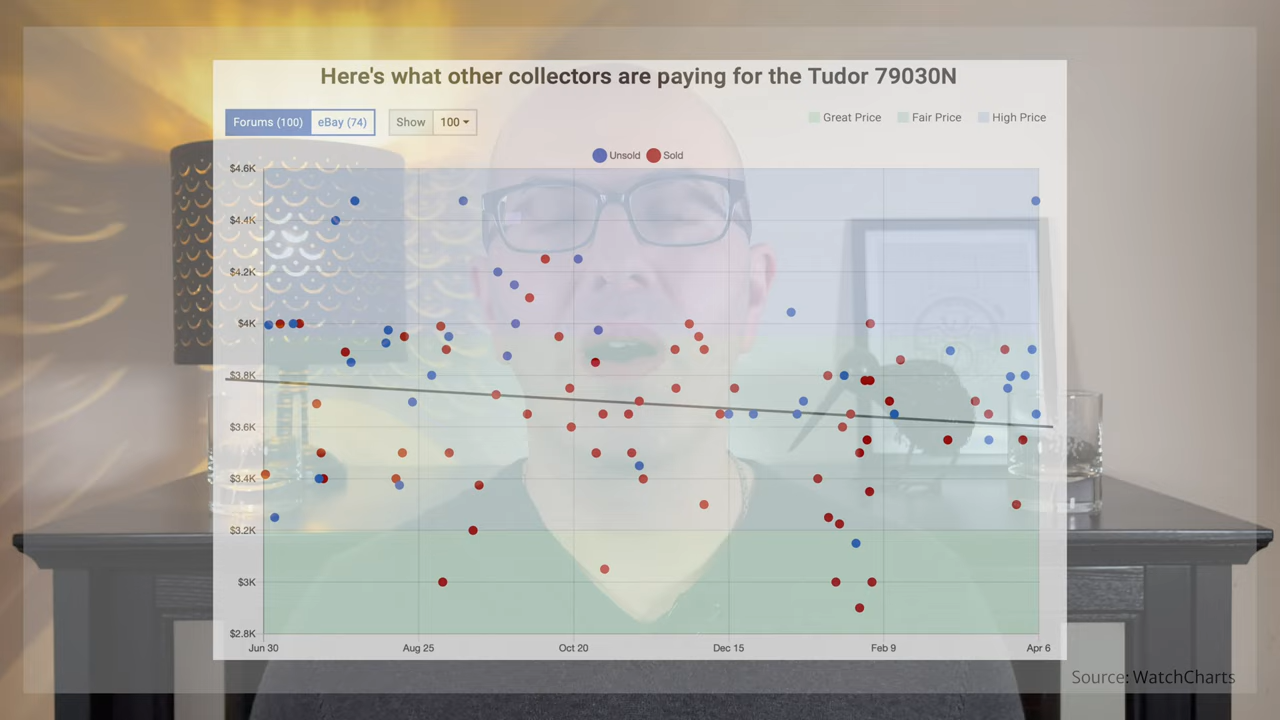 Here's what other collectors are paying for the Tudor 79030N
Forums (100) eBay (74) Show 100 Great Price Fair Price High Price
Unsold Sold
$4.6K
$4.4K
$4.2K
$4K
$3.8K
$3.6K
$3.4K
$3.2K
$3K
$2.8K
Jun 30 Aug 25 Oct 20 Dec 15 Feb 9 Apr 6
Source: WatchCharts